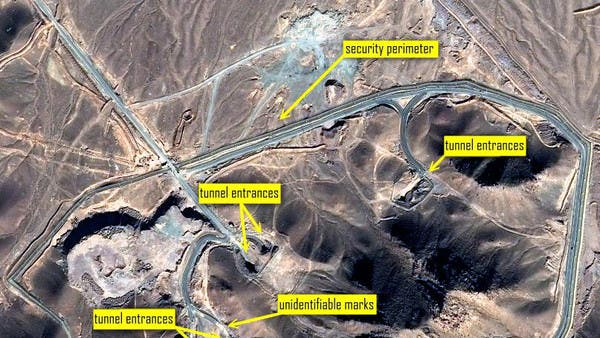 security perimeter
tunnel entrances
tunnel entrances
unidentifiable marks
tunnel entrances